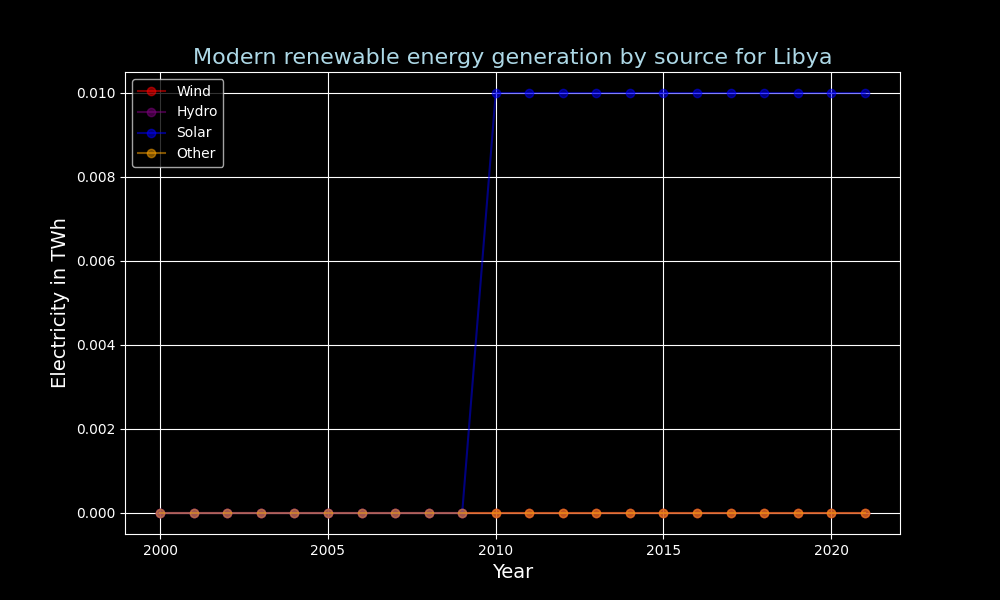 Modern renewable energy generation by source for Libya
Wind
Hydro
Solar
Other
Electricity in TWh
0.010
0.008
0.006
0.004
0.002
0.000
2000 2005 2010 2015 2020
Year